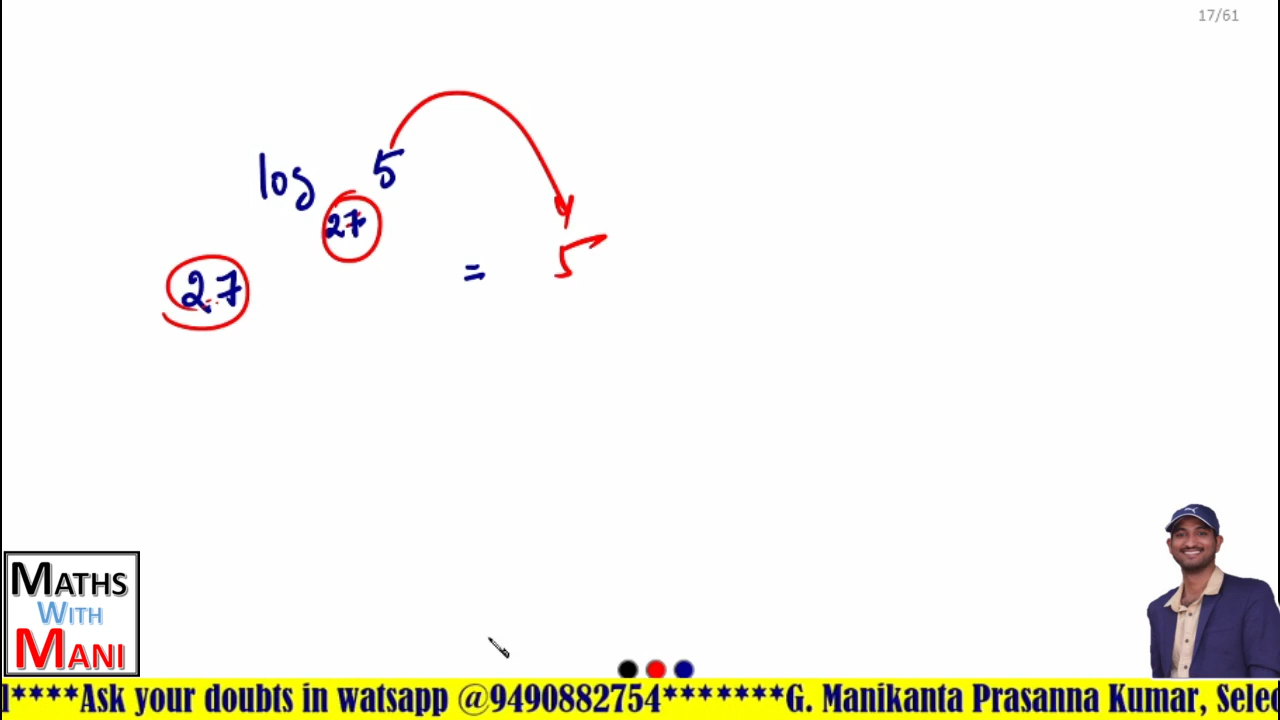 17/61
log 5
27
27 = 5
MATHS
WITH
MANI
l****Ask your doubts in watsapp @9490882754*******G. Manikanta Prasanna Kumar, Selec